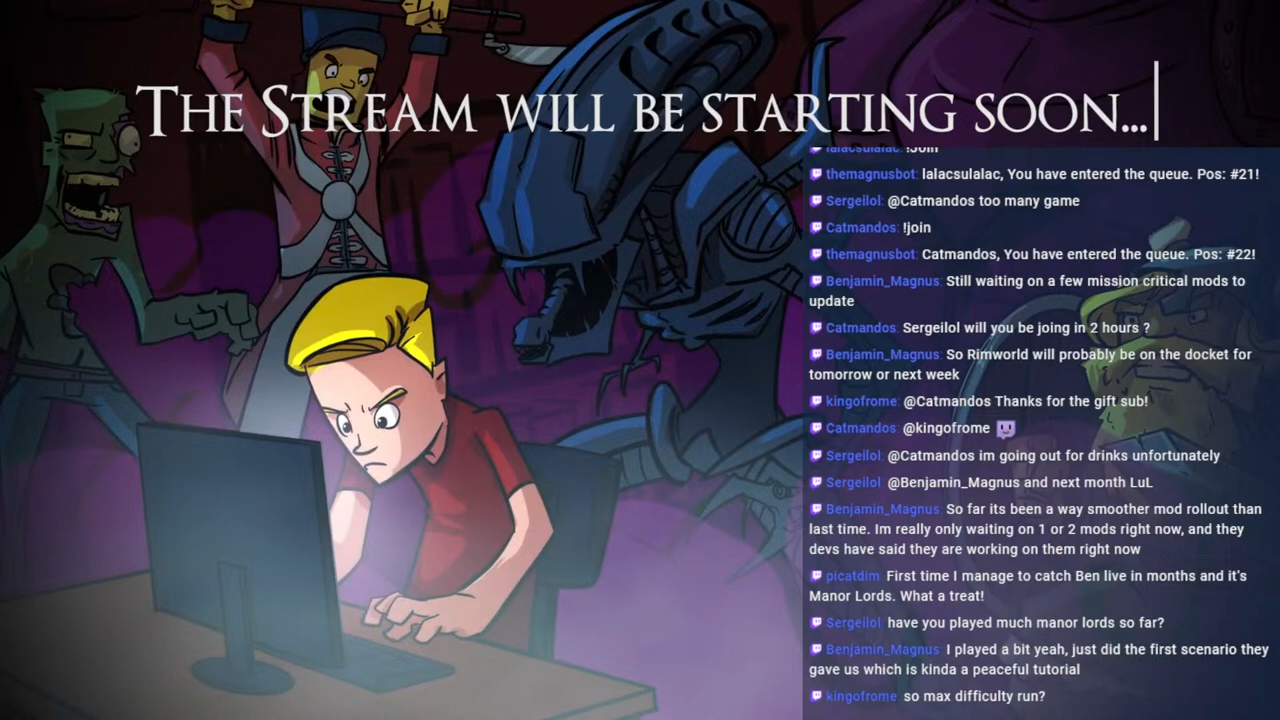 The Stream will be starting soon...
lalacsulalac: !Join
themagnusbot: lalacsulalac, You have entered the queue. Pos: #21!
Sergeilol: @Catmandos too many game
Catmandos: !join
themagnusbot: Catmandos, You have entered the queue. Pos: #22!
Benjamin_Magnus: Still waiting on a few mission critical mods to
update
Catmandos: Sergeilol will you be joing in 2 hours ?
Benjamin_Magnus: So Rimworld will probably be on the docket for
tomorrow or next week
kingofrome: @Catmandos Thanks for the gift sub!
Catmandos: @kingofrome
Sergeilol: @Catmandos im going out for drinks unfortunately
Sergeilol: @Benjamin_Magnus and next month LuL
Benjamin_Magnus: So far its been a way smoother mod rollout than
last time. Im really only waiting on 1 or 2 mods right now, and they
devs have said they are working on them right now
picatdim: First time I manage to catch Ben live in months and it's
Manor Lords. What a treat!
Sergeilol: have you played much manor lords so far?
Benjamin_Magnus: I played a bit yeah, just did the first scenario they
gave us which is kinda a peaceful tutorial
kingofrome: so max difficulty run?